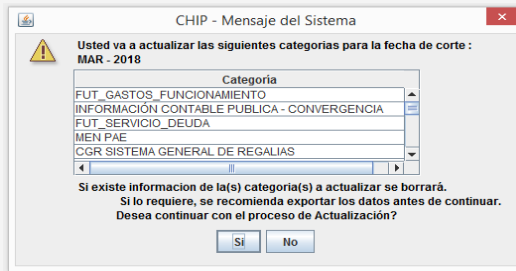 CHIP - Mensaje del Sistema
Usted va a actualizar las siguientes categorias para la fecha de corte :
MAR - 2018
Categoría
FUT_GASTOS_FUNCIONAMIENTO
INFORMACIÓN CONTABLE PUBLICA - CONVERGENCIA
FUT_SERVICIO_DEUDA
MEN PAE
CGR SISTEMA GENERAL DE REGALIAS
Si existe informacion de la(s) categoria(s) a actualizar se borrará.
Si lo requiere, se recomienda exportar los datos antes de continuar.
Desea continuar con el proceso de Actualización?
Si No